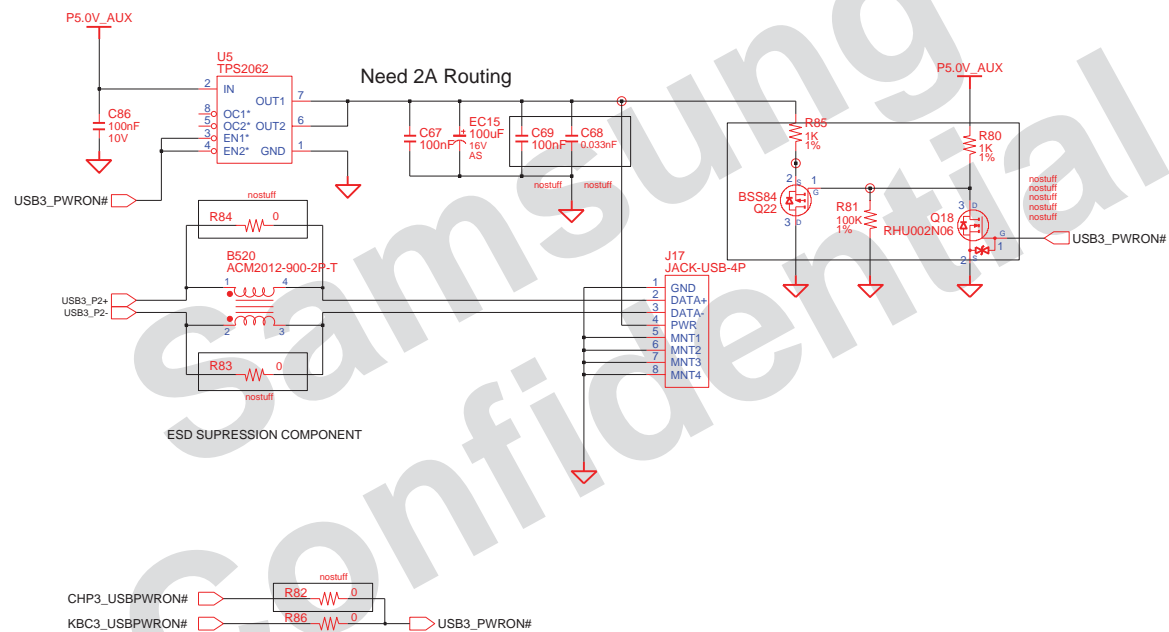 P5.0V_AUX
U5
TPS2062
2 IN
OUT1 7
8 OC1*
5 OC2*
OUT2 6
3 EN1*
4 EN2*
GND 1
C86
100nF
10V
USB3_PWRON#
Need 2A Routing
C67
100nF
EC15
100uF
16V
AS
C69
100nF
C68
0.033nF
nostuff nostuff
P5.0V_AUX
R85
1K
1%
R80
1K
1%
2 S
1
G
BSS84
Q22
3 D
R81
100K
1%
nostuff
nostuff
nostuff
nostuff
nostuff
3 D
Q18
RHU002N06
G
1
2 S
USB3_PWRON#
nostuff
R84 0
B520
ACM2012-900-2P-T
1 4
2 3
USB3_P2+
USB3_P2-
R83 0
nostuff
ESD SUPRESSION COMPONENT
J17
JACK-USB-4P
1 GND
2 DATA+
3 DATA-
4 PWR
5 MNT1
6 MNT2
7 MNT3
8 MNT4
nostuff
CHP3_USBPWRON# R82 0
KBC3_USBPWRON# R86 0 USB3_PWRON#
Samsung
Confidential